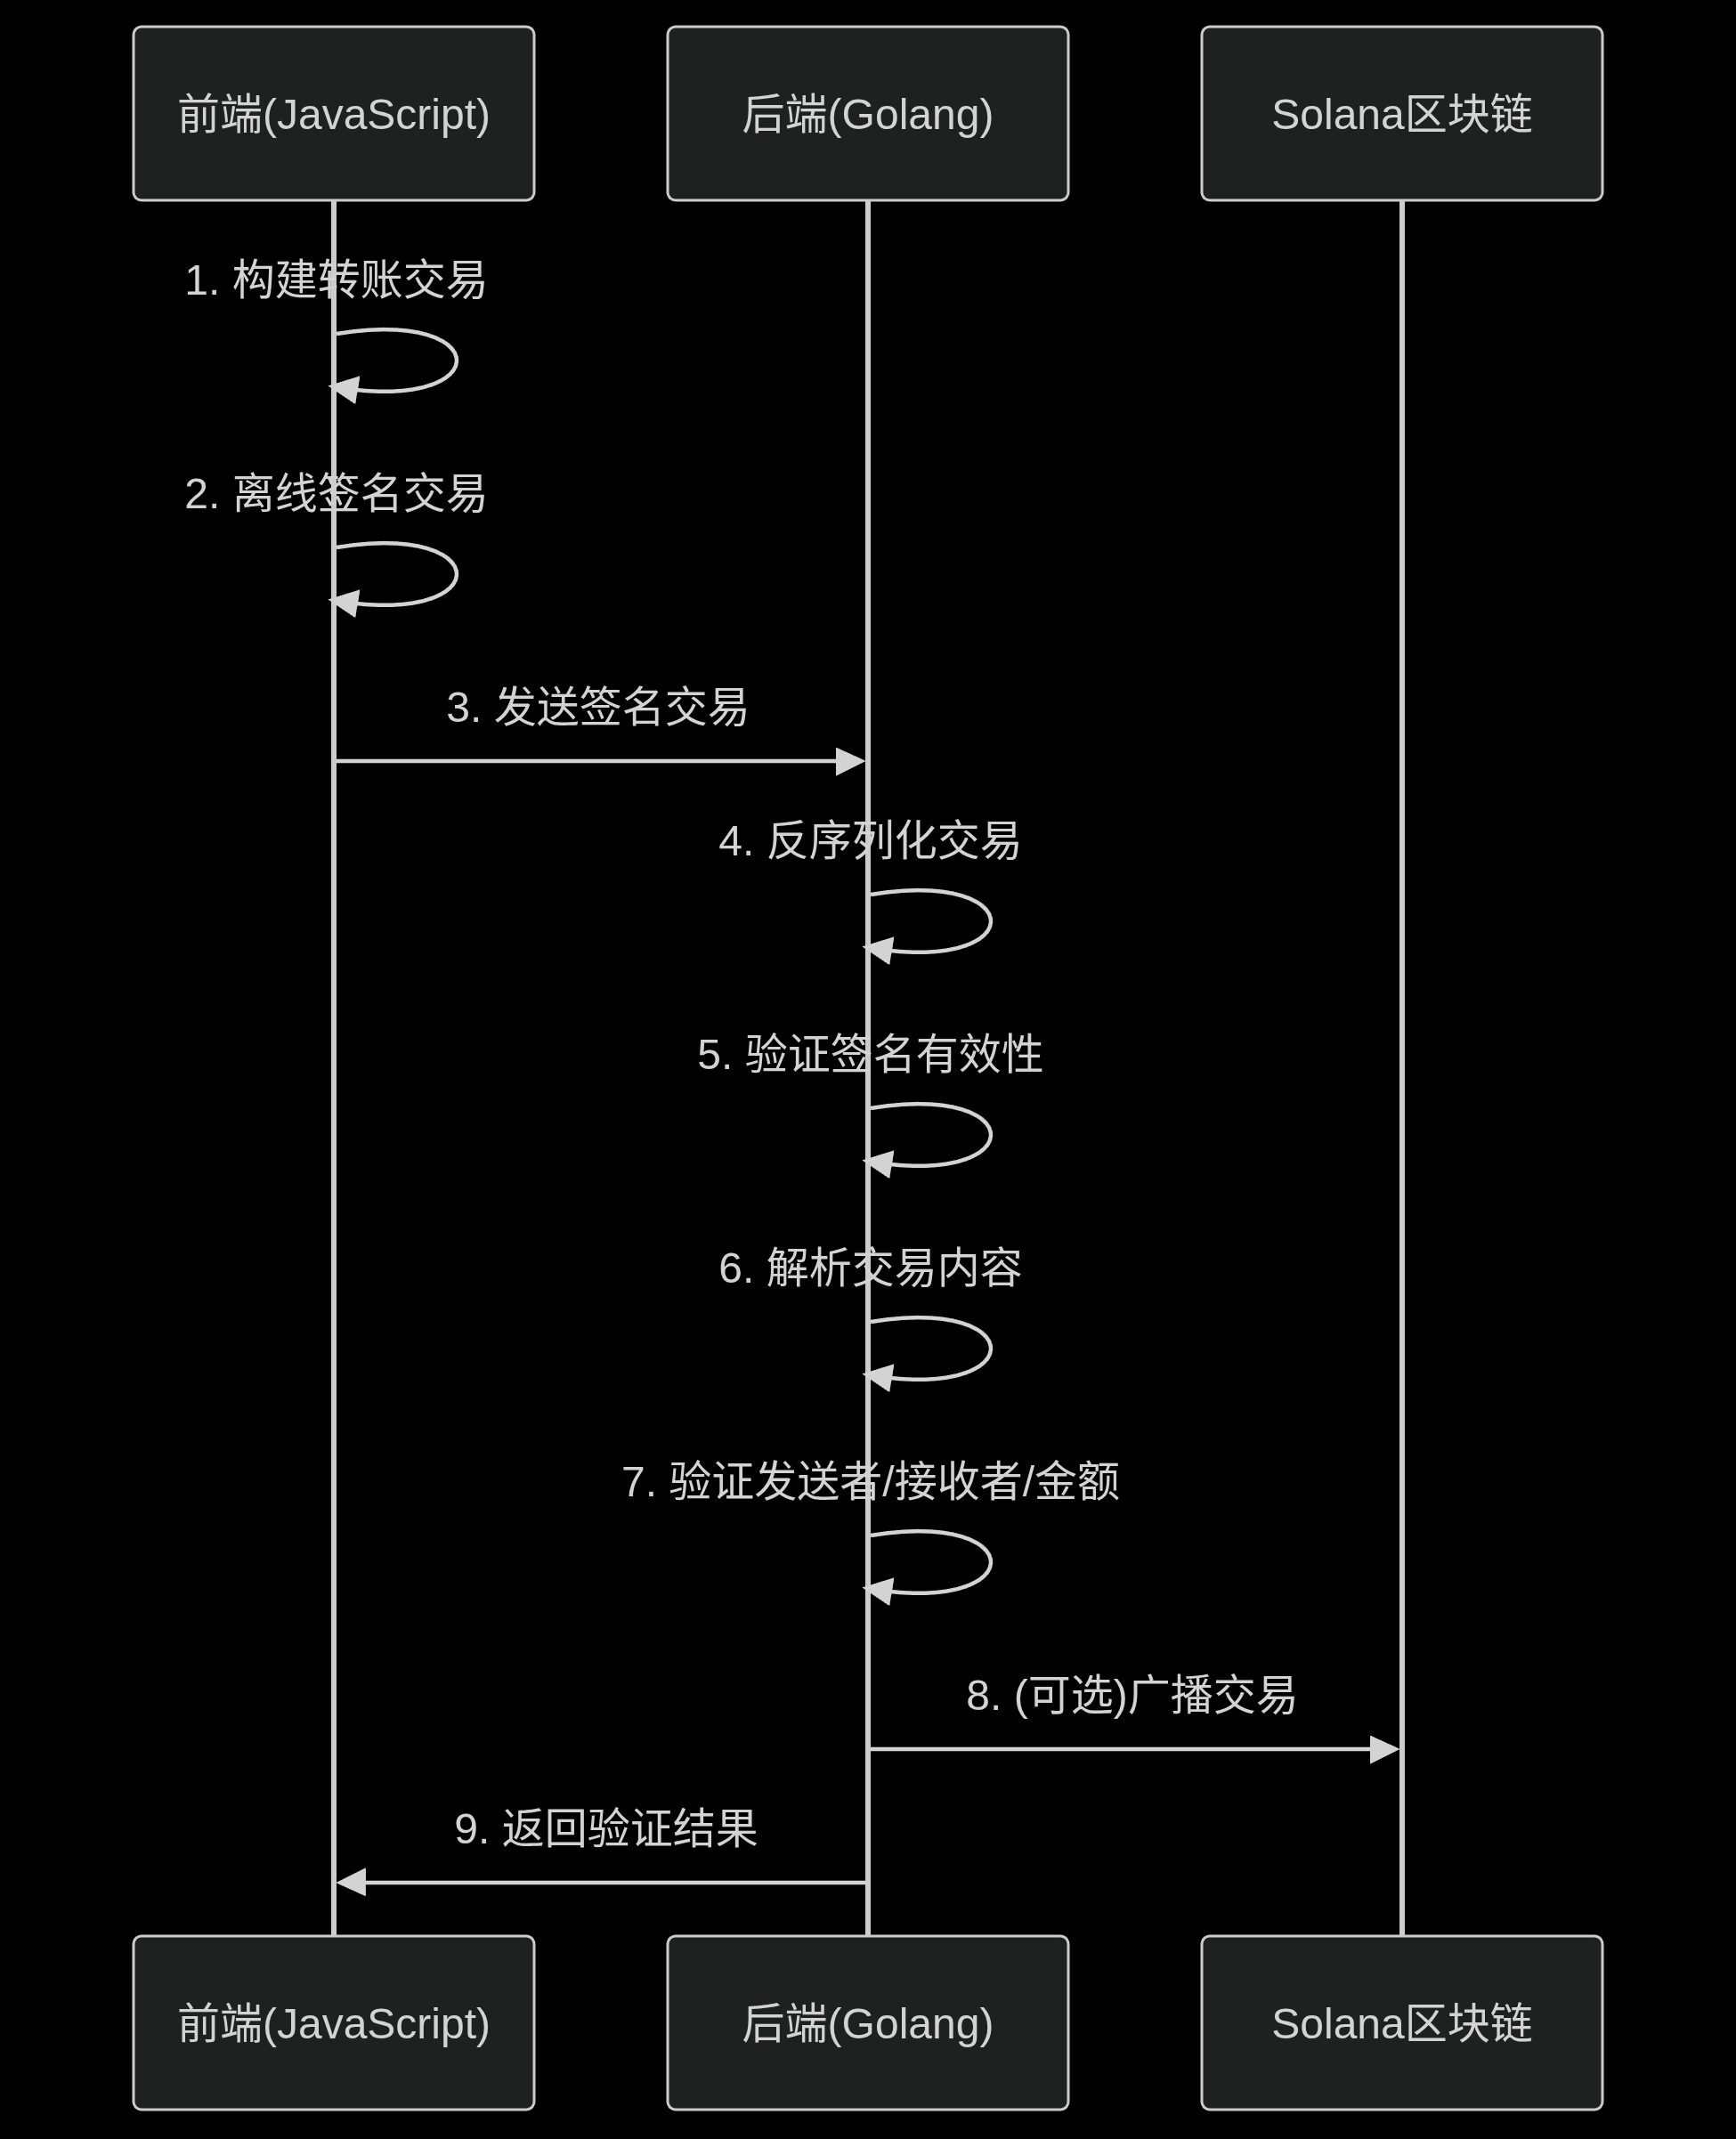 前端(JavaScript)
后端(Golang)
Solana区块链
1. 构建转账交易
2. 离线签名交易
3. 发送签名交易
4. 反序列化交易
5. 验证签名有效性
6. 解析交易内容
7. 验证发送者/接收者/金额
8. (可选)广播交易
9. 返回验证结果
前端(JavaScript)
后端(Golang)
Solana区块链